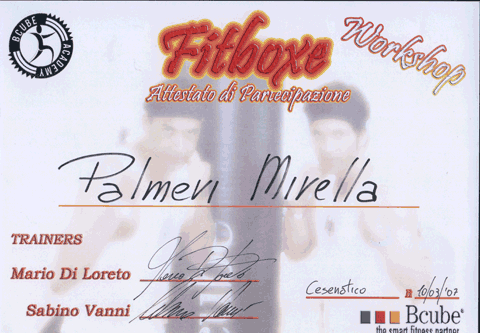 BCUBE ACADEMY
Fitboxe
Workshop
Attestato di Partecipazione
Palmeri Mirella
TRAINERS
Mario Di Loreto
Sabino Vanni
Cesenatico
10/03/'07
Bcube®
the smart fitness partner